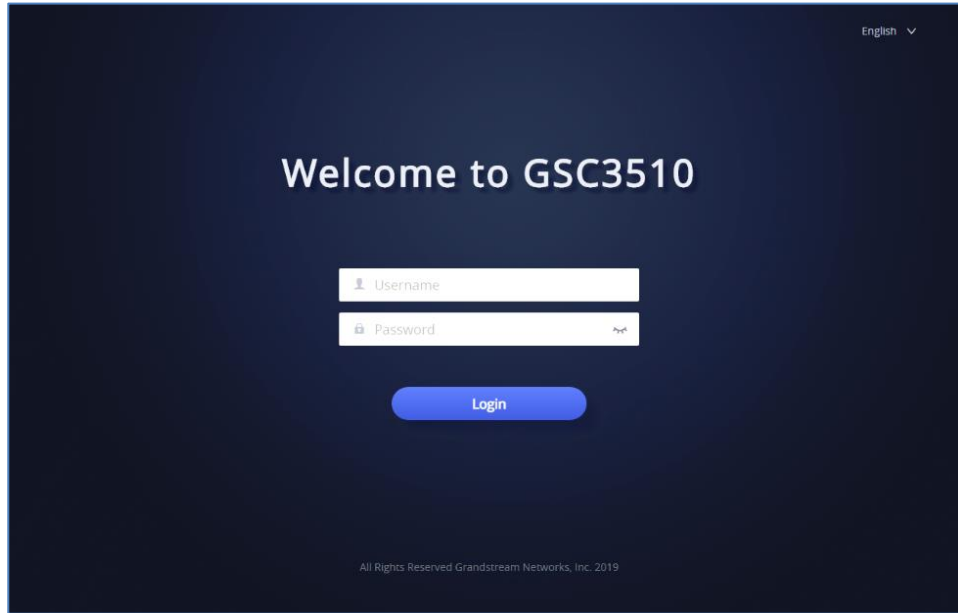 English
Welcome to GSC3510
Username
Password
Login
All Rights Reserved Grandstream Networks, Inc. 2019